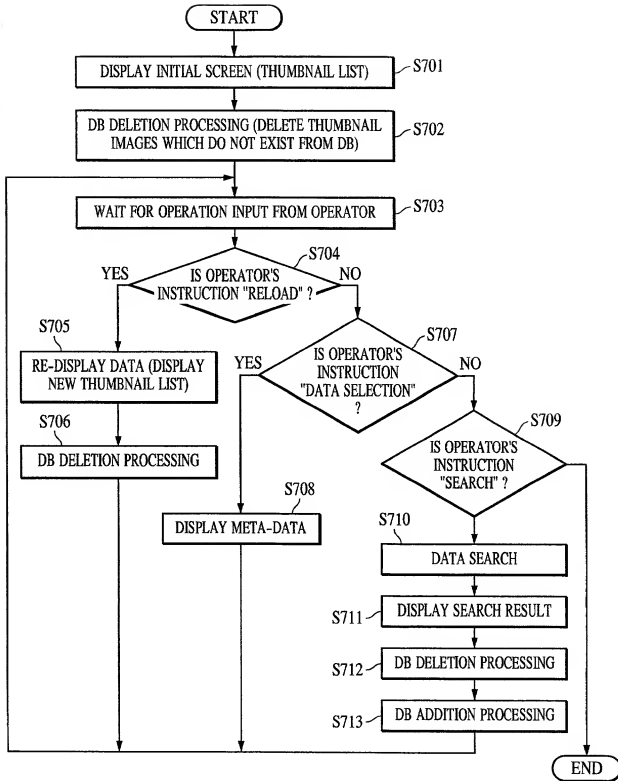 START
DISPLAY INITIAL SCREEN (THUMBNAIL LIST)
S701
DB DELETION PROCESSING (DELETE THUMBNAIL
IMAGES WHICH DO NOT EXIST FROM DB)
S702
WAIT FOR OPERATION INPUT FROM OPERATOR
S703
S704
YES
IS OPERATOR'S
INSTRUCTION "RELOAD" ?
NO
S705
RE-DISPLAY DATA (DISPLAY
NEW THUMBNAIL LIST)
S706
DB DELETION PROCESSING
S707
YES
IS OPERATOR'S
INSTRUCTION
"DATA SELECTION"
?
NO
S708
DISPLAY META-DATA
S709
IS OPERATOR'S
INSTRUCTION
"SEARCH" ?
S710
DATA SEARCH
S711
DISPLAY SEARCH RESULT
S712
DB DELETION PROCESSING
S713
DB ADDITION PROCESSING
END